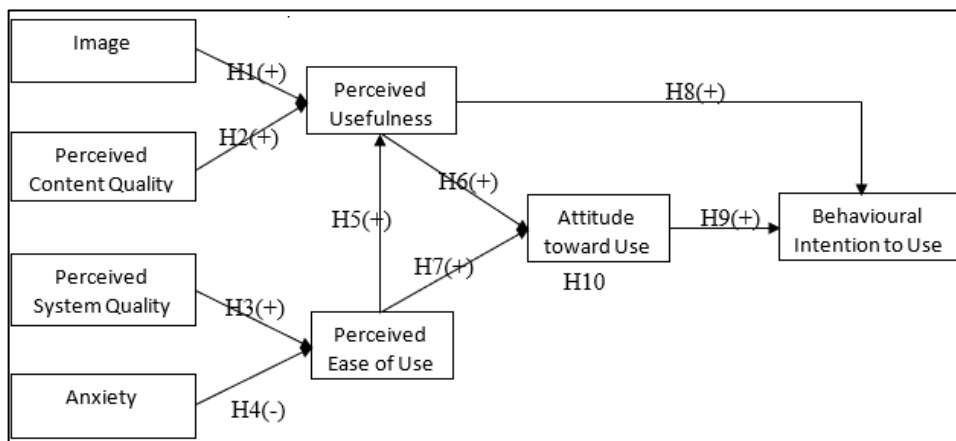 Image
H1(+)
Perceived
Usefulness
H8(+)
H2(+)
Perceived
Content Quality
H6(+)
H5(+)
Attitude
toward Use
H9(+)
Behavioural
Intention to Use
H7(+)
H10
Perceived
System Quality
H3(+)
Perceived
Ease of Use
Anxiety
H4(-)